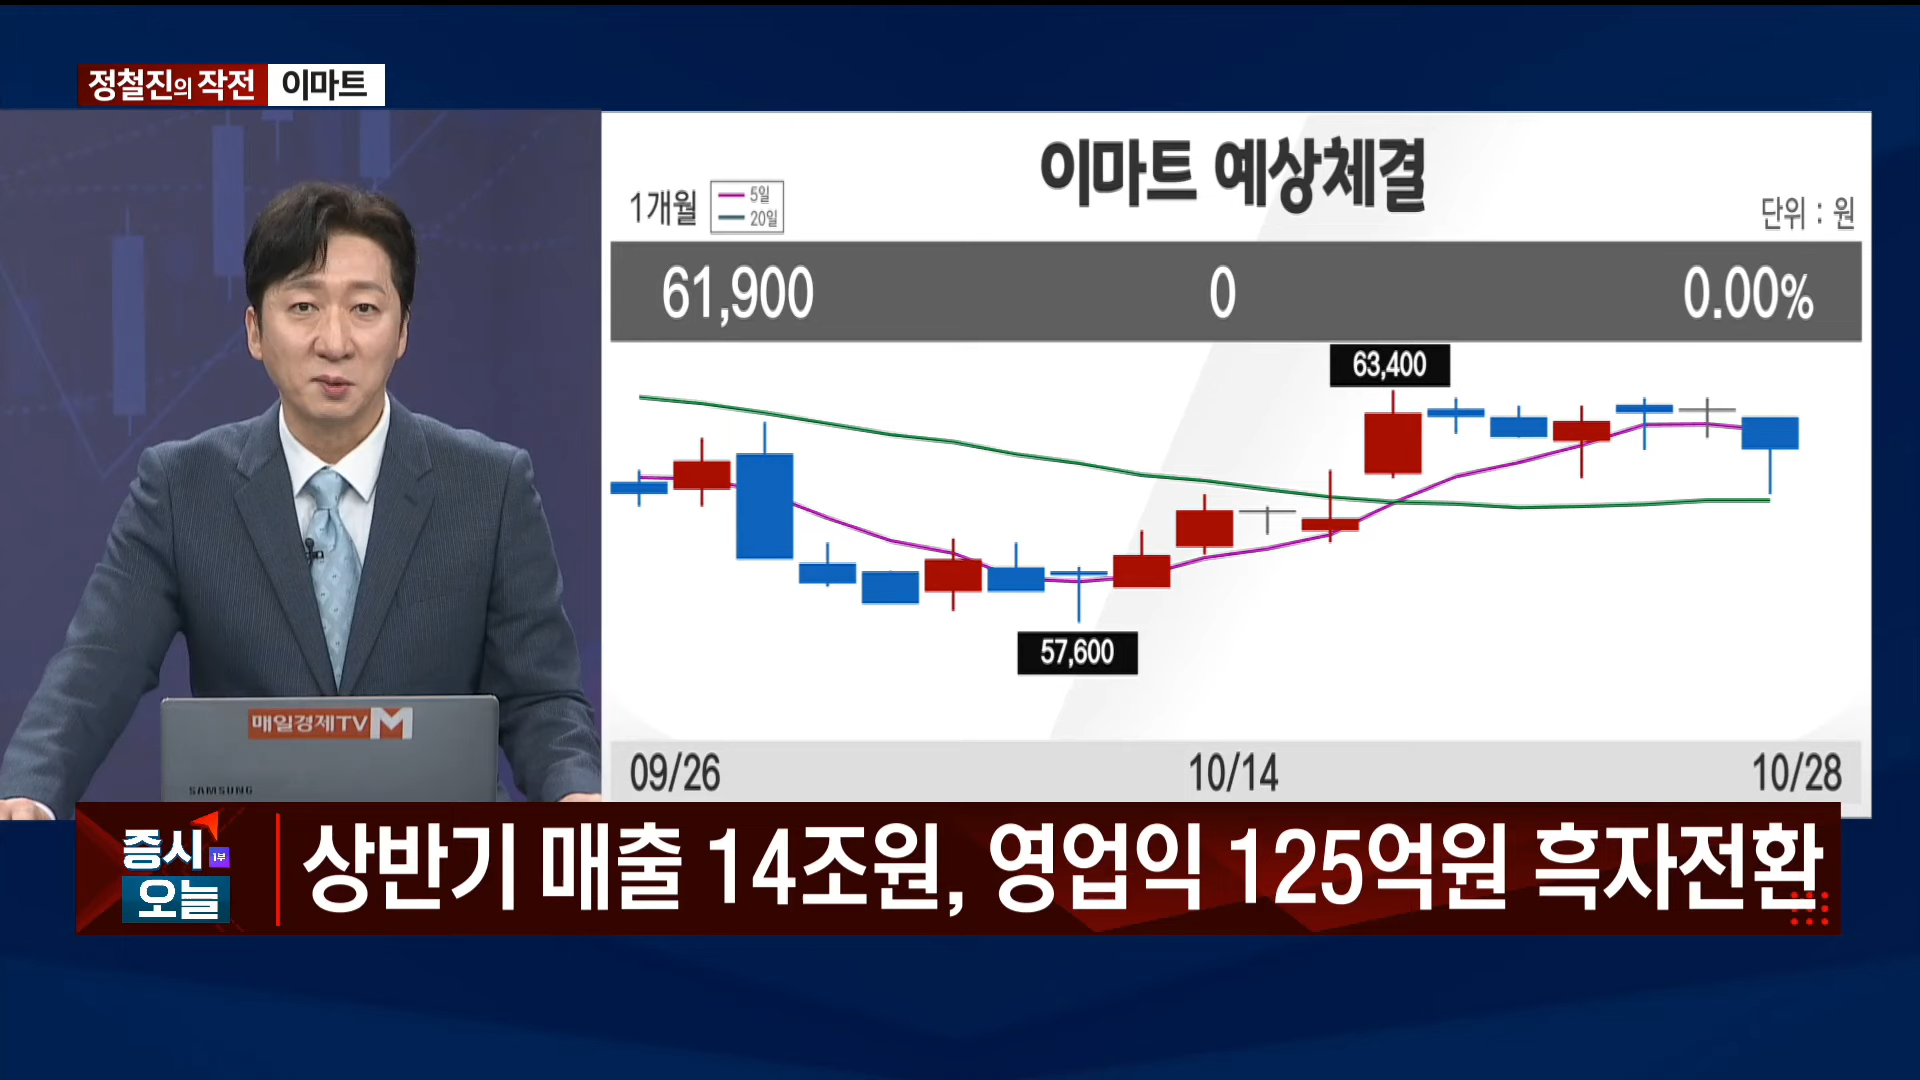 정철진의 작전 이마트
이마트 예상체결
1개월
5일
20일
단위 : 원
61,900 0 0.00%
63,400
57,600
매일경제TV M
SAMSUNG
09/26 10/14 10/28
증시 1부
오늘
상반기 매출 14조원, 영업익 125억원 흑자전환